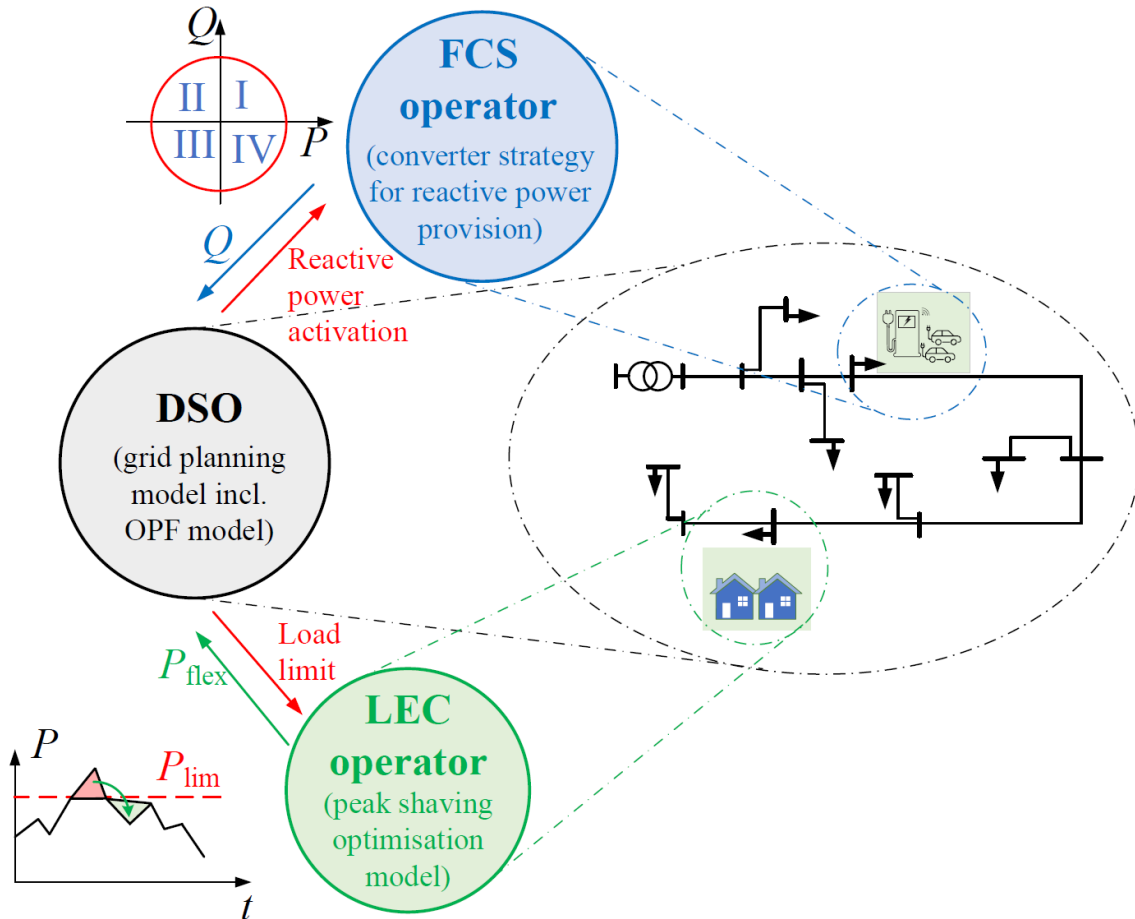 Q
II
I
III
IV
P
FCS
operator
(converter strategy
for reactive power
provision)
Q
Reactive
power
activation
DSO
(grid planning
model incl.
OPF model)
P_flex
Load
limit
LEC
operator
(peak shaving
optimisation
model)
P
P_lim
t